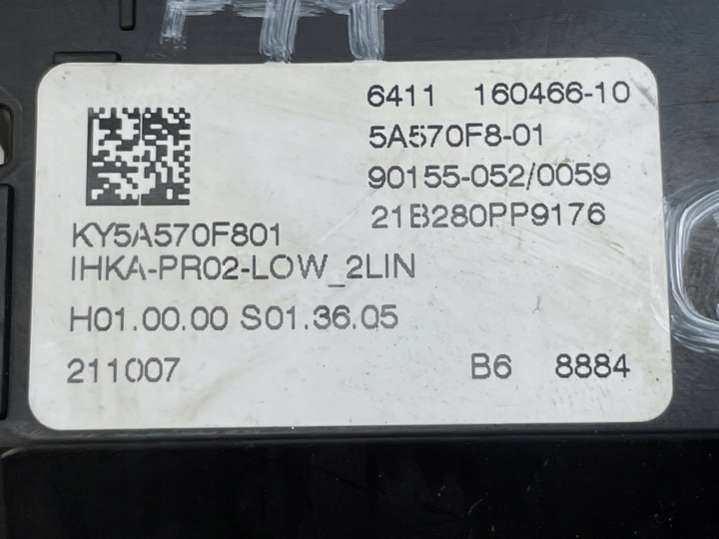 6411 160466-10
5A570F8-01
90155-052/0059
21B280PP9176
KY5A570F801
IHKA-PR02-LOW_2LIN
H01.00.00 S01.36.05
211007 B6 8884